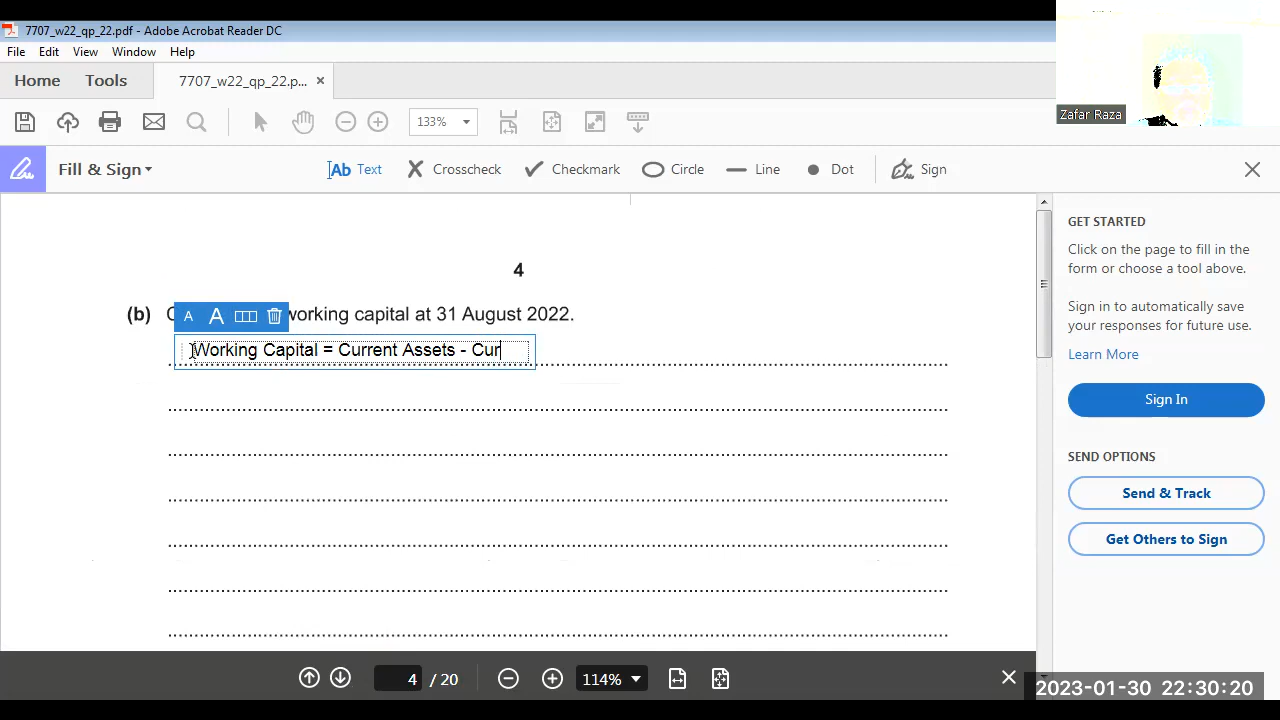 7707_w22_qp_22.pdf - Adobe Acrobat Reader DC
File Edit View Window Help
Home Tools 7707_w22_qp_22.p... ×
133%
Zafar Raza
Fill & Sign
Ab Text Crosscheck Checkmark Circle Line Dot Sign
GET STARTED
Click on the page to fill in the
form or choose a tool above.
Sign in to automatically save
your responses for future use.
Learn More
Sign In
SEND OPTIONS
Send & Track
Get Others to Sign
4
(b) working capital at 31 August 2022.
A A
Working Capital = Current Assets - Cur
4 / 20
114%
2023-01-30 22:30:20